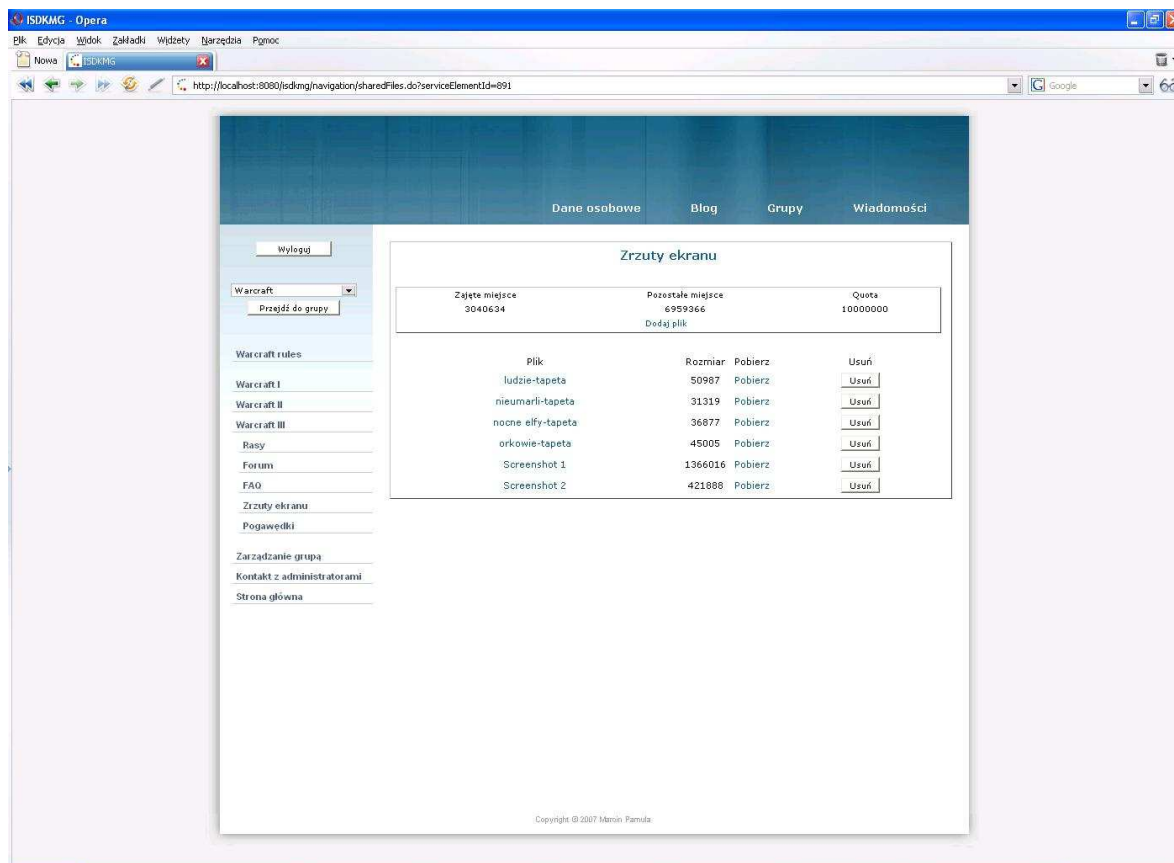 ISDKMG - Opera
Plik Edycja Widok Zakładki Widżety Narzędzia Pomoc
Nowa ISDKMG
http://localhost:8080/isdkmg/navigation/sharedFiles.do?serviceElementId=891 Google
Dane osobowe Blog Grupy Wiadomości
Wyloguj
Warcraft
Przejdź do grupy
Warcraft rules
Warcraft I
Warcraft II
Warcraft III
Rasy
Forum
FAQ
Zrzuty ekranu
Pogawędki
Zarządzanie grupą
Kontakt z administratorami
Strona główna
Zrzuty ekranu
Zajęte miejsce Pozostałe miejsce Quota
3040634 6959366 10000000
Dodaj plik
Plik Rozmiar Pobierz Usuń
ludzie-tapeta 50987 Pobierz Usuń
nieumarli-tapeta 31319 Pobierz Usuń
nocne elfy-tapeta 36877 Pobierz Usuń
orkowie-tapeta 45005 Pobierz Usuń
Screenshot 1 1366016 Pobierz Usuń
Screenshot 2 421888 Pobierz Usuń
Copyright © 2007 Marcin Pamula